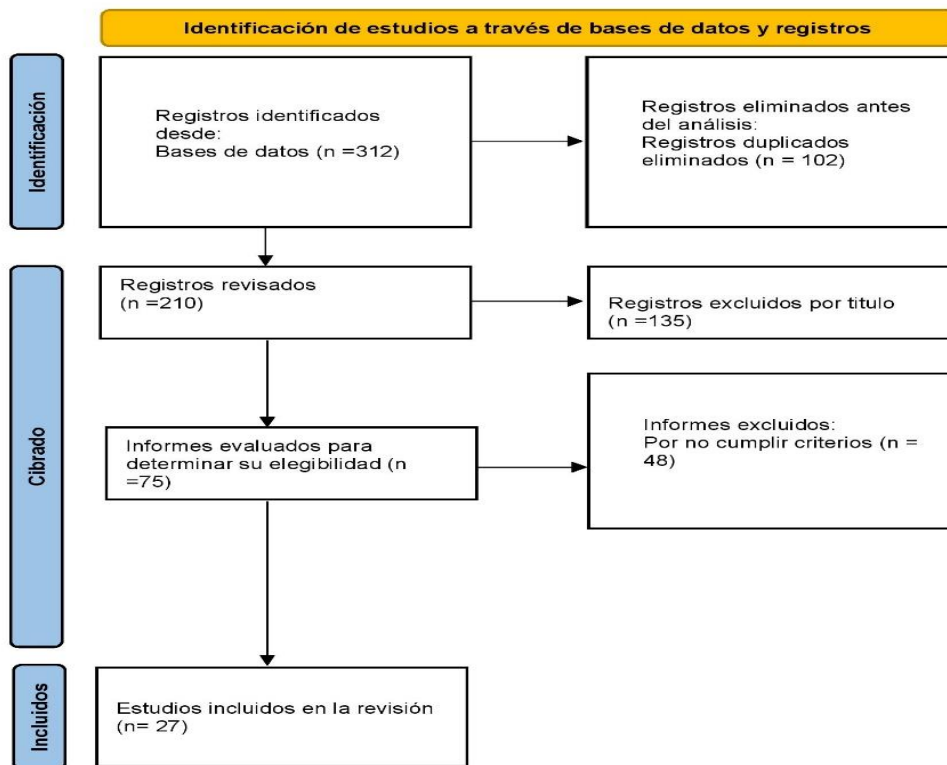 Identificación de estudios a través de bases de datos y registros
Identificación
Registros identificados
desde:
Bases de datos (n =312)
Registros eliminados antes
del análisis:
Registros duplicados
eliminados (n = 102)
Cibrado
Registros revisados
(n =210)
Registros excluidos por titulo
(n =135)
Informes evaluados para
determinar su elegibilidad (n
=75)
Informes excluidos:
Por no cumplir criterios (n =
48)
Incluidos
Estudios incluidos en la revisión
(n= 27)